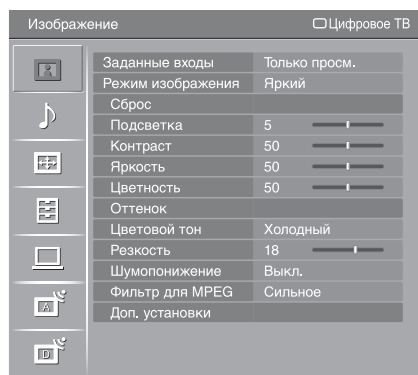 Изображение Цифровое ТВ
Заданные входы Только просм.
Режим изображения Яркий
Сброс
Подсветка 5
Контраст 50
Яркость 50
Цветность 50
Оттенок
Цветовой тон Холодный
Резкость 18
Шумопонижение Выкл.
Фильтр для MPEG Сильное
Доп. установки
A
D